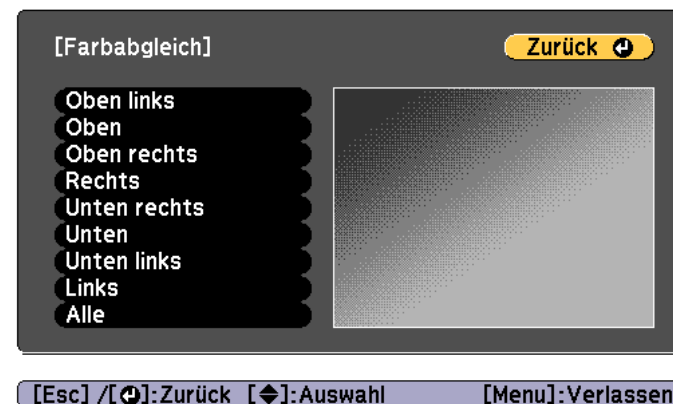 [Farbabgleich]
Zurück
Oben links
Oben
Oben rechts
Rechts
Unten rechts
Unten
Unten links
Links
Alle
[Esc] /[⏎]:Zurück [◆]:Auswahl [Menu]:Verlassen